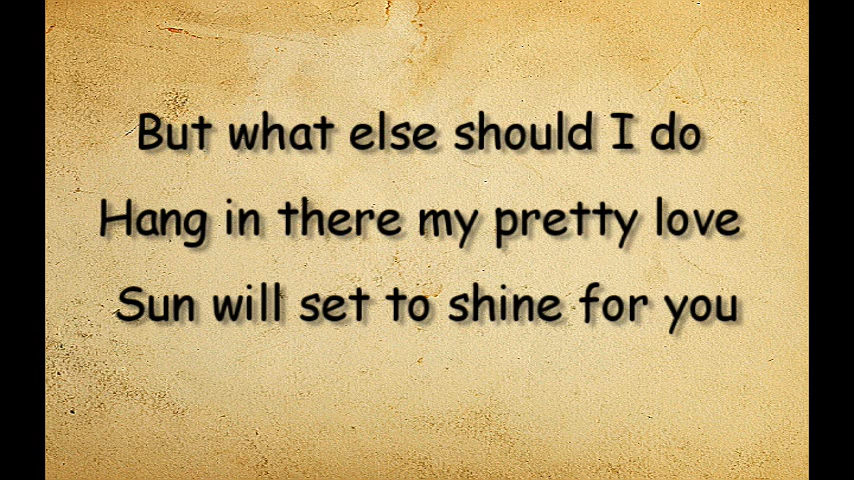 But what else should I do
Hang in there my pretty love
Sun will set to shine for you